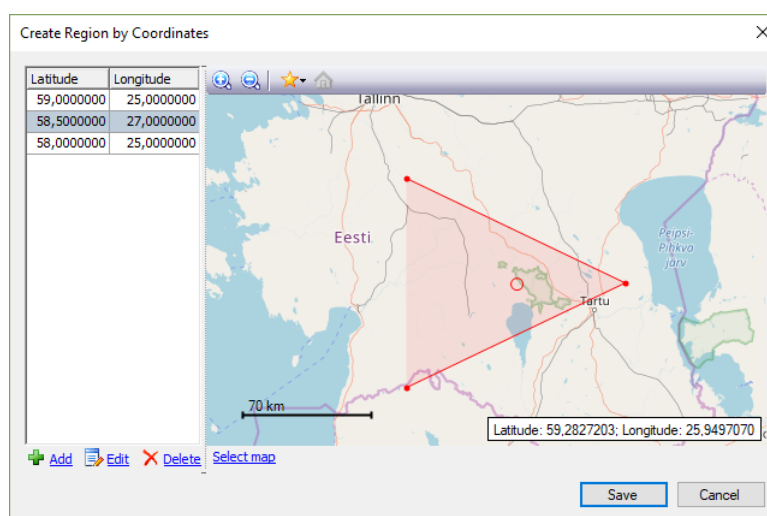 Create Region by Coordinates
Latitude Longitude
59,0000000 25,0000000
58,5000000 27,0000000
58,0000000 25,0000000
Tallinn
Eesti
Peipsi-
Pihkva
järv
Tartu
70 km
Latitude: 59,2827203; Longitude: 25,9497070
Add Edit Delete Select map
Save Cancel